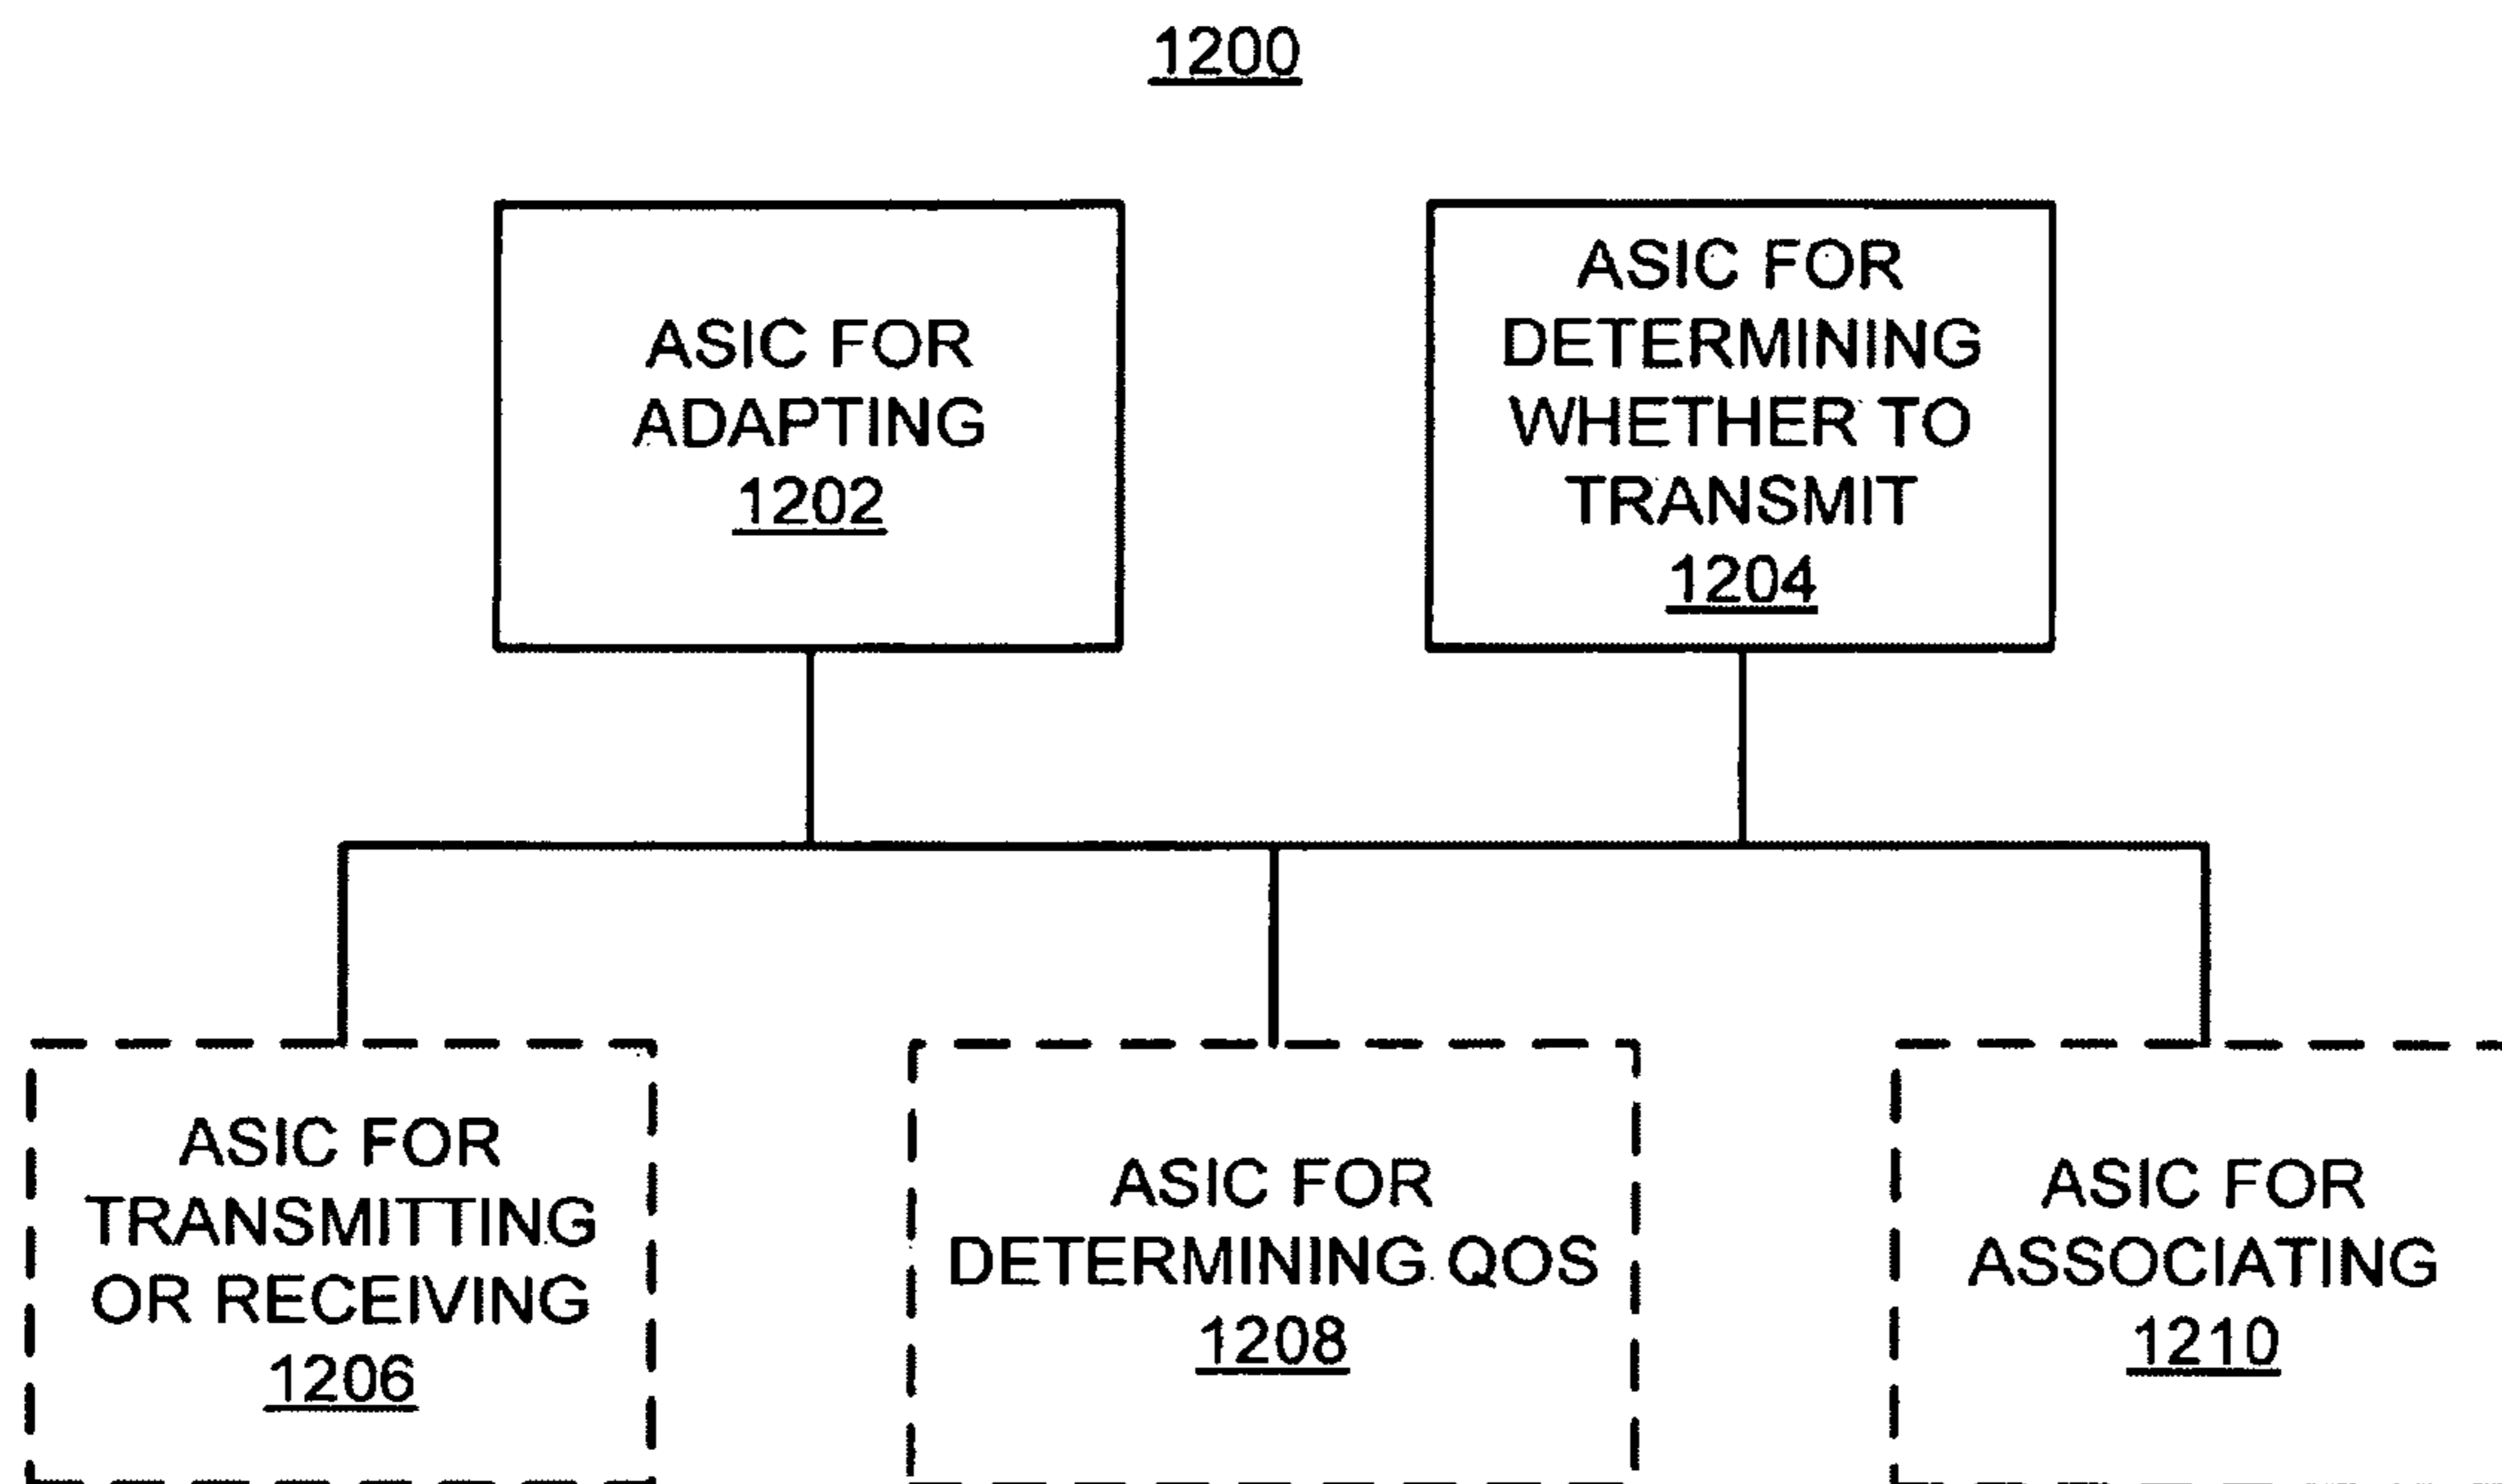 1200
ASIC FOR
ADAPTING
1202
ASIC FOR
DETERMINING
WHETHER TO
TRANSMIT
1204
ASIC FOR
TRANSMITTING
OR RECEIVING
1206
ASIC FOR
DETERMINING QOS
1208
ASIC FOR
ASSOCIATING
1210